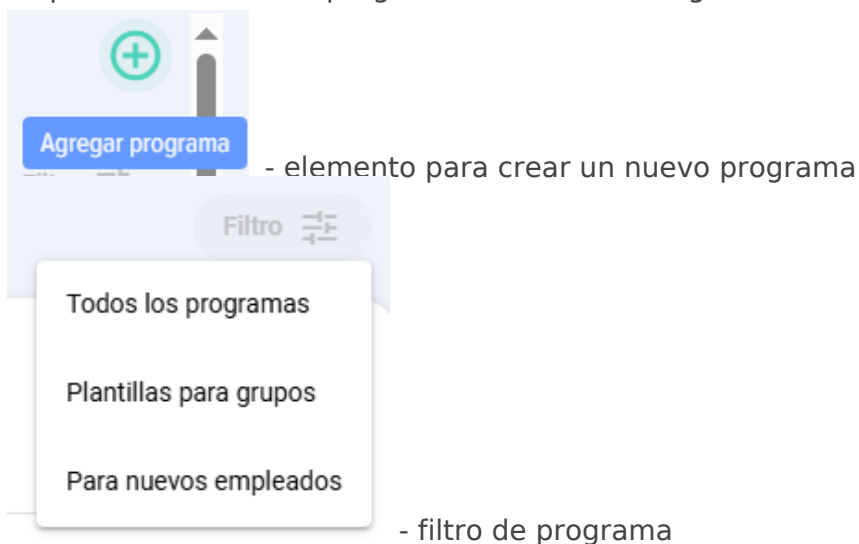 Agregar programa
- elemento para crear un nuevo programa
Filtro
Todos los programas
Plantillas para grupos
Para nuevos empleados
- filtro de programa